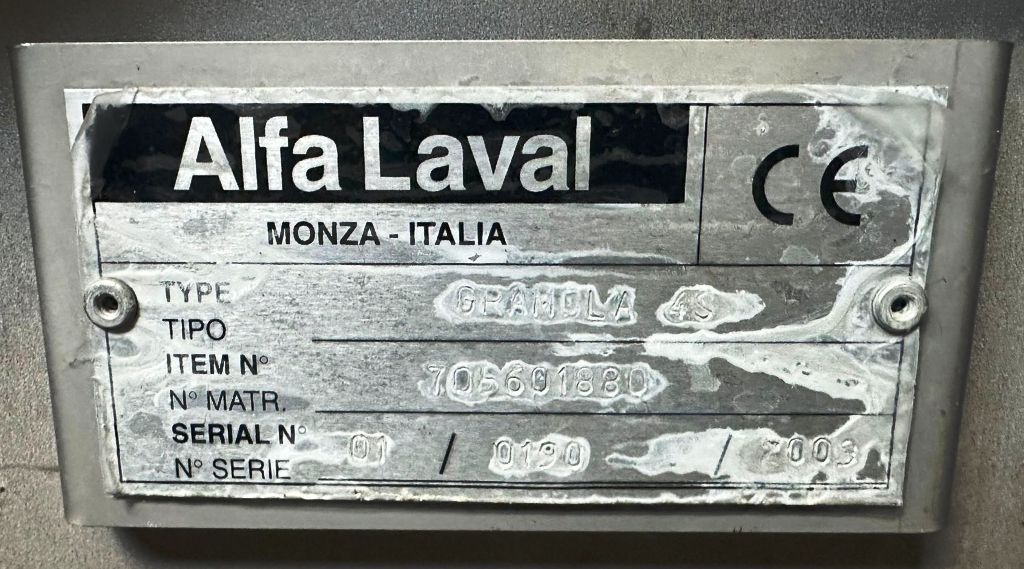 Alfa Laval
CE
MONZA - ITALIA
TYPE
TIPO
GRANOLA 4S
ITEM N°
N° MATR.
705601880
SERIAL N°
N° SERIE
01 / 0190 / 2003